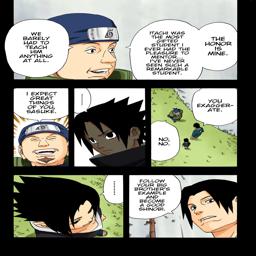 WE
BARELY
HAD TO
TEACH
HIM
ANYTHING
AT ALL.
ITACHI WAS
THE MOST
GIFTED
STUDENT I
EVER HAD THE
PLEASURE TO
MENTOR...
I'VE NEVER
SEEN SUCH A
REMARKABLE
STUDENT.
THE
HONOR
IS
MINE.
I EXPECT
GREAT
THINGS
OF YOU,
SASUKE.
YOU
EXAGGER-
ATE.
NO,
NO.
FOLLOW
YOUR BIG
BROTHER'S
EXAMPLE
AND
BECOME
A GOOD
SHINOBI.